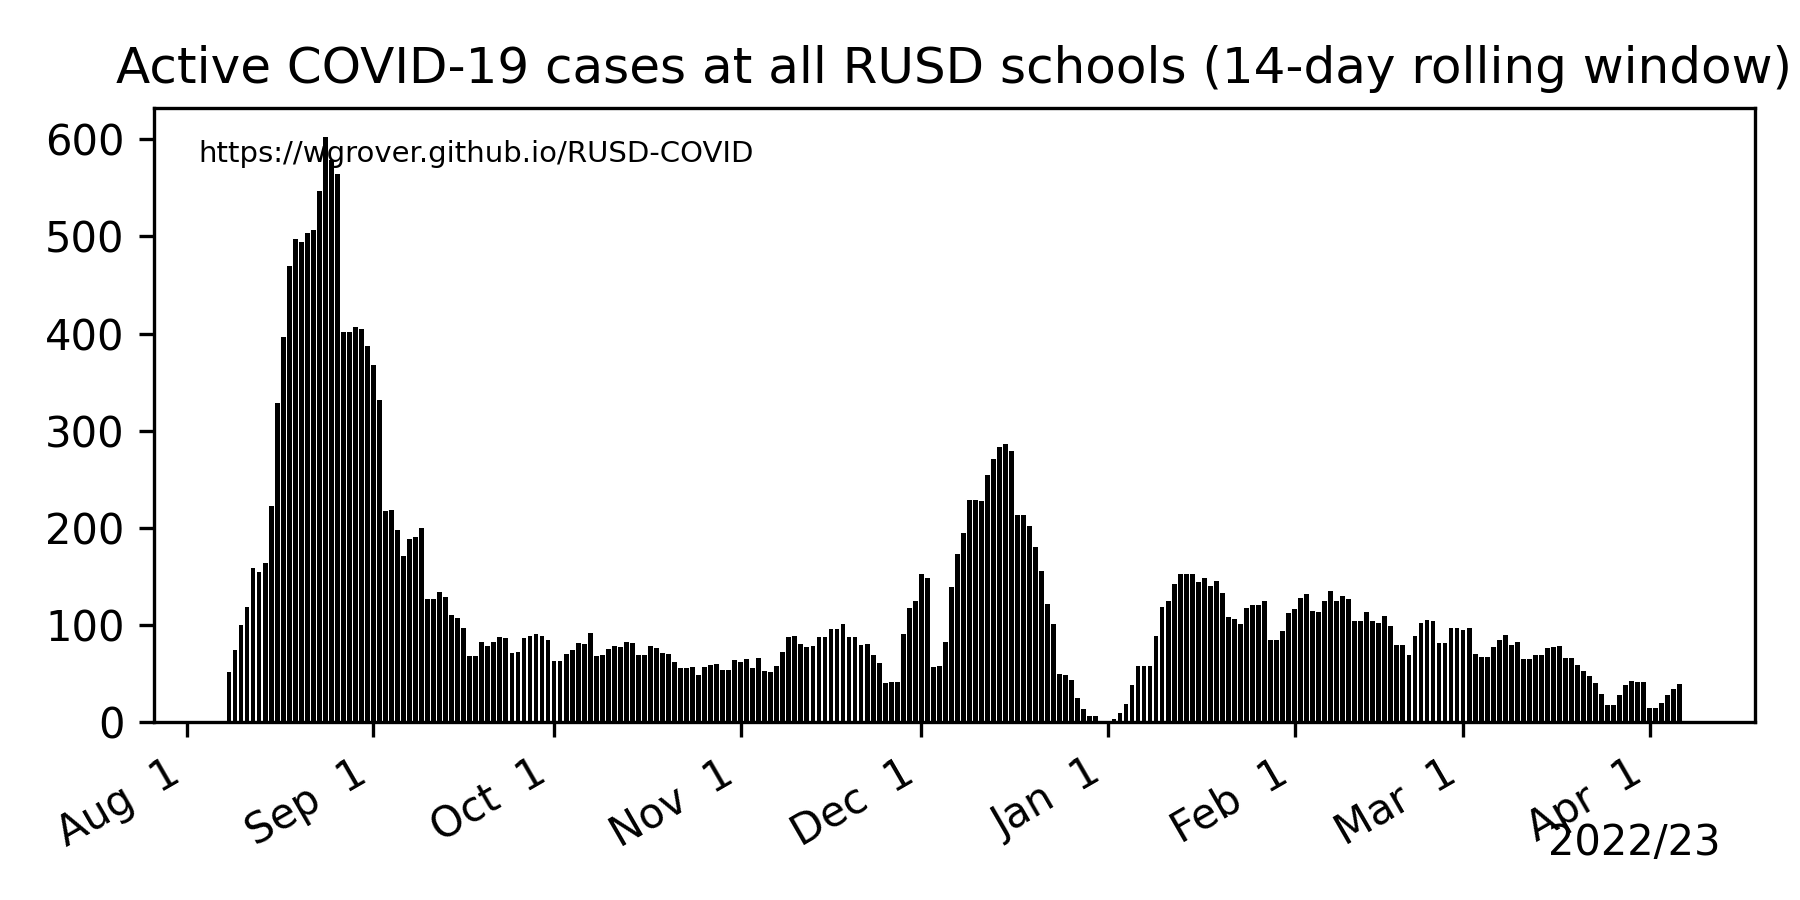 Active COVID-19 cases at all RUSD schools (14-day rolling window)
https://wgrover.github.io/RUSD-COVID
600
500
400
300
200
100
0
Aug 1
Sep 1
Oct 1
Nov 1
Dec 1
Jan 1
Feb 1
Mar 1
Apr 1
2022/23